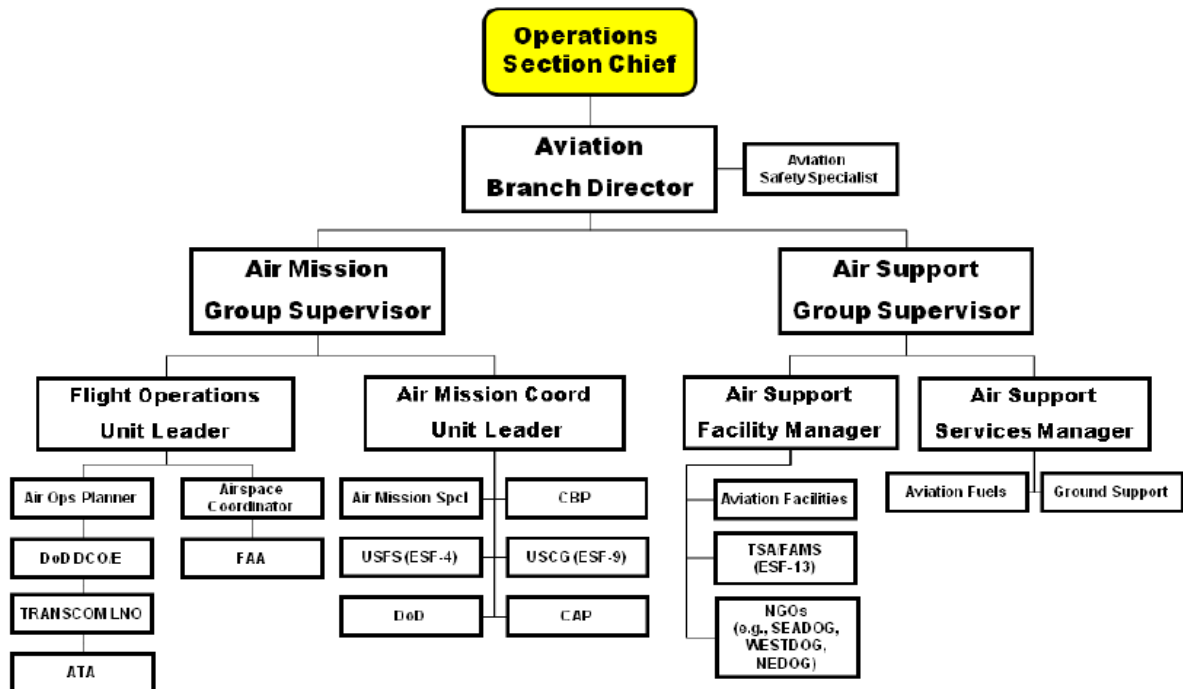 Operations
Section Chief
Aviation
Branch Director
Aviation
Safety Specialist
Air Mission
Group Supervisor
Air Support
Group Supervisor
Flight Operations
Unit Leader
Air Mission Coord
Unit Leader
Air Support
Facility Manager
Air Support
Services Manager
Air Ops Planner
Airspace
Coordinator
DoD DCO/E
FAA
TRANSCOM LNO
ATA
Air Mission Spcl
CBP
USFS (ESF-4)
USCG (ESF-9)
DoD
CAP
Aviation Facilities
TSA/FAMS
(ESF-13)
NGOs
(e.g., SEADOG,
WESTDOG,
NEDOG)
Aviation Fuels
Ground Support